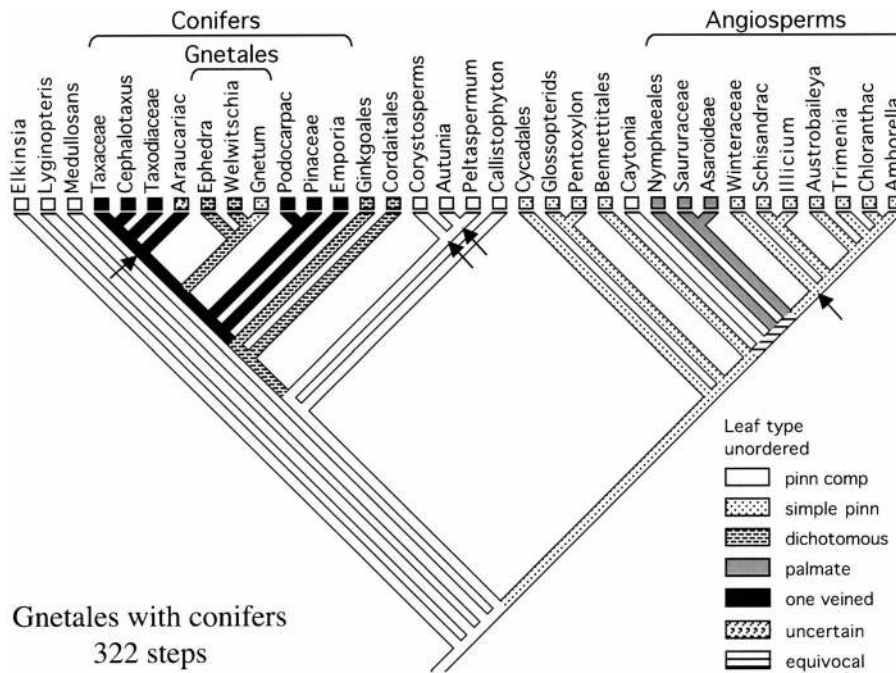 Conifers
Angiosperms
Gnetales
Elkinsia
Lyginopteris
Medullosans
Taxaceae
Cephalotaxus
Taxodiaceae
Araucariac
Ephedra
Welwitschia
Gnetum
Podocarpac
Pinaceae
Emporia
Ginkgoales
Cordaitales
Corystosperms
Autunia
Peltaspermum
Callistophyton
Cycadales
Glossopterids
Pentoxylon
Bennettitales
Caytonia
Nymphaeales
Saururaceae
Asaroideae
Winteraceae
Schisandrac
Illicium
Austrobaileya
Trimenia
Chloranthac
Amborella
Leaf type
unordered
pinn comp
simple pinn
dichotomous
palmate
one veined
uncertain
equivocal
Gnetales with conifers
322 steps